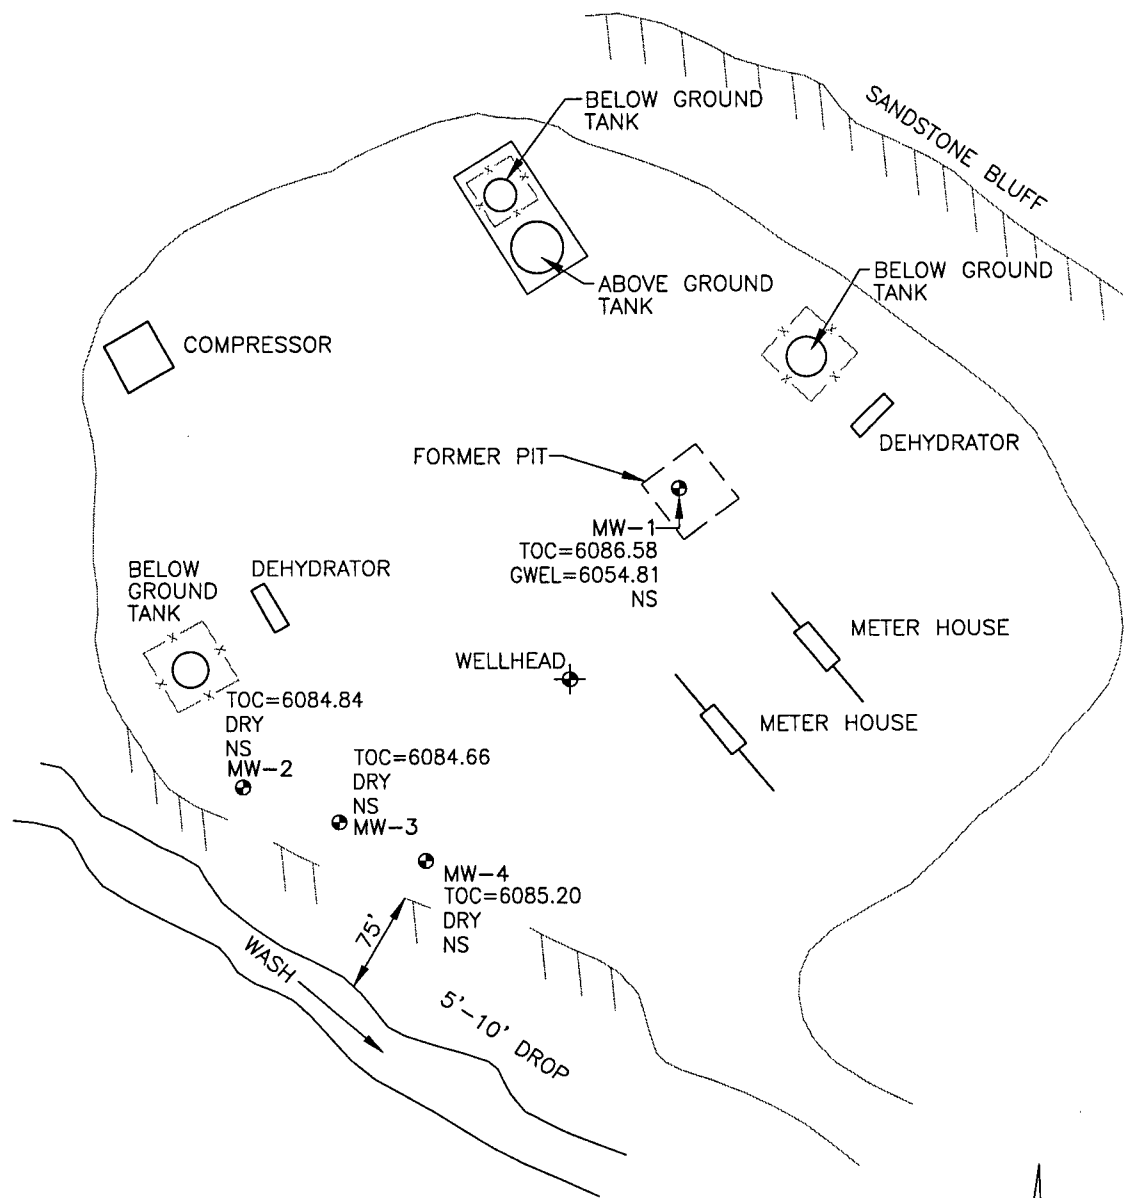 BELOW GROUND
TANK
SANDSTONE BLUFF
BELOW GROUND
TANK
ABOVE GROUND
TANK
COMPRESSOR
DEHYDRATOR
FORMER PIT
MW-1
TOC=6086.58
GWEL=6054.81
NS
BELOW
GROUND
TANK
DEHYDRATOR
METER HOUSE
WELLHEAD
METER HOUSE
TOC=6084.84
DRY
NS
MW-2
TOC=6084.66
DRY
NS
MW-3
MW-4
TOC=6085.20
DRY
NS
75'
WASH
5'-10' DROP